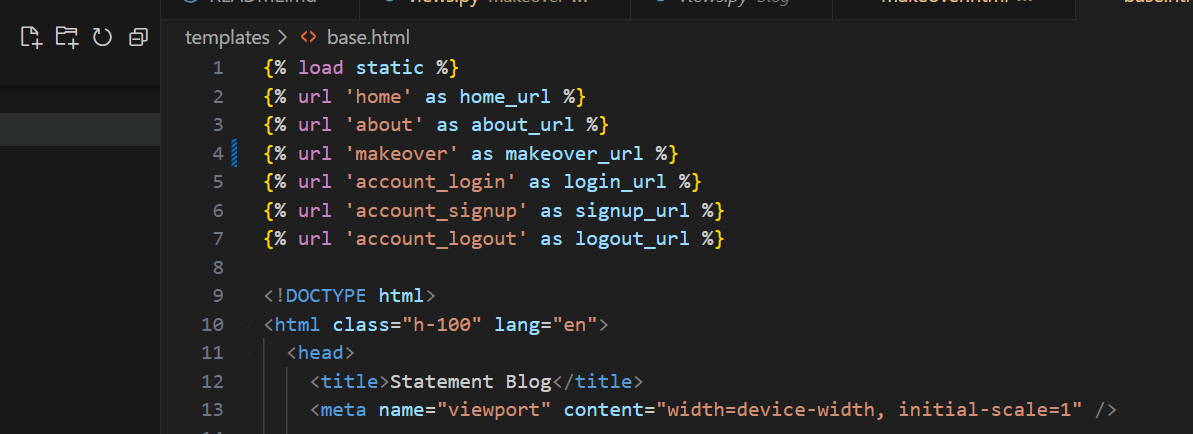 README.md views.py makeover M views.py blog makeover.html base.html
templates > base.html
1 {% load static %}
2 {% url 'home' as home_url %}
3 {% url 'about' as about_url %}
4 {% url 'makeover' as makeover_url %}
5 {% url 'account_login' as login_url %}
6 {% url 'account_signup' as signup_url %}
7 {% url 'account_logout' as logout_url %}
8
9 <!DOCTYPE html>
10 <html class="h-100" lang="en">
11 <head>
12 <title>Statement Blog</title>
13 <meta name="viewport" content="width=device-width, initial-scale=1" />